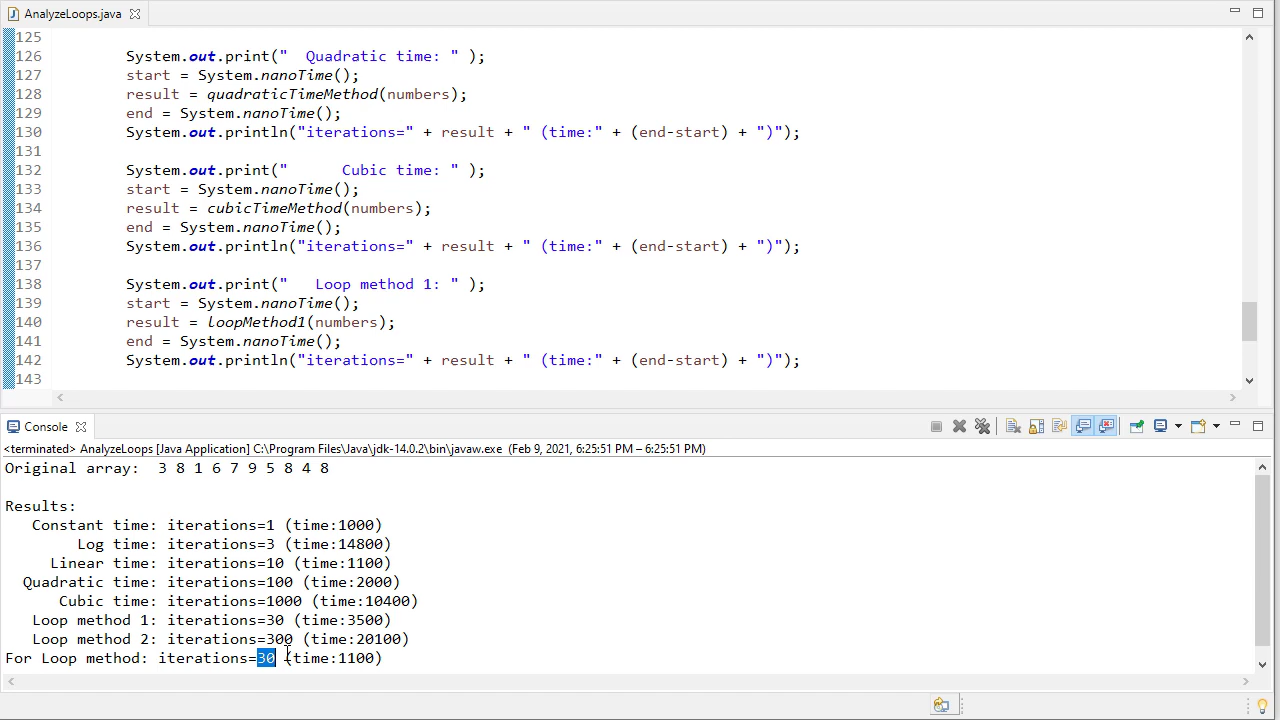 AnalyzeLoops.java
125
126 System.out.print("  Quadratic time: " );
127 start = System.nanoTime();
128 result = quadraticTimeMethod(numbers);
129 end = System.nanoTime();
130 System.out.println("iterations=" + result + " (time:" + (end-start) + ")");
131
132 System.out.print("      Cubic time: " );
133 start = System.nanoTime();
134 result = cubicTimeMethod(numbers);
135 end = System.nanoTime();
136 System.out.println("iterations=" + result + " (time:" + (end-start) + ")");
137
138 System.out.print("   Loop method 1: " );
139 start = System.nanoTime();
140 result = loopMethod1(numbers);
141 end = System.nanoTime();
142 System.out.println("iterations=" + result + " (time:" + (end-start) + ")");
143
Console
<terminated> AnalyzeLoops [Java Application] C:\Program Files\Java\jdk-14.0.2\bin\javaw.exe (Feb 9, 2021, 6:25:51 PM – 6:25:51 PM)
Original array:  3 8 1 6 7 9 5 8 4 8
Results:
Constant time: iterations=1 (time:1000)
Log time: iterations=3 (time:14800)
Linear time: iterations=10 (time:1100)
Quadratic time: iterations=100 (time:2000)
Cubic time: iterations=1000 (time:10400)
Loop method 1: iterations=30 (time:3500)
Loop method 2: iterations=300 (time:20100)
For Loop method: iterations=30 (time:1100)